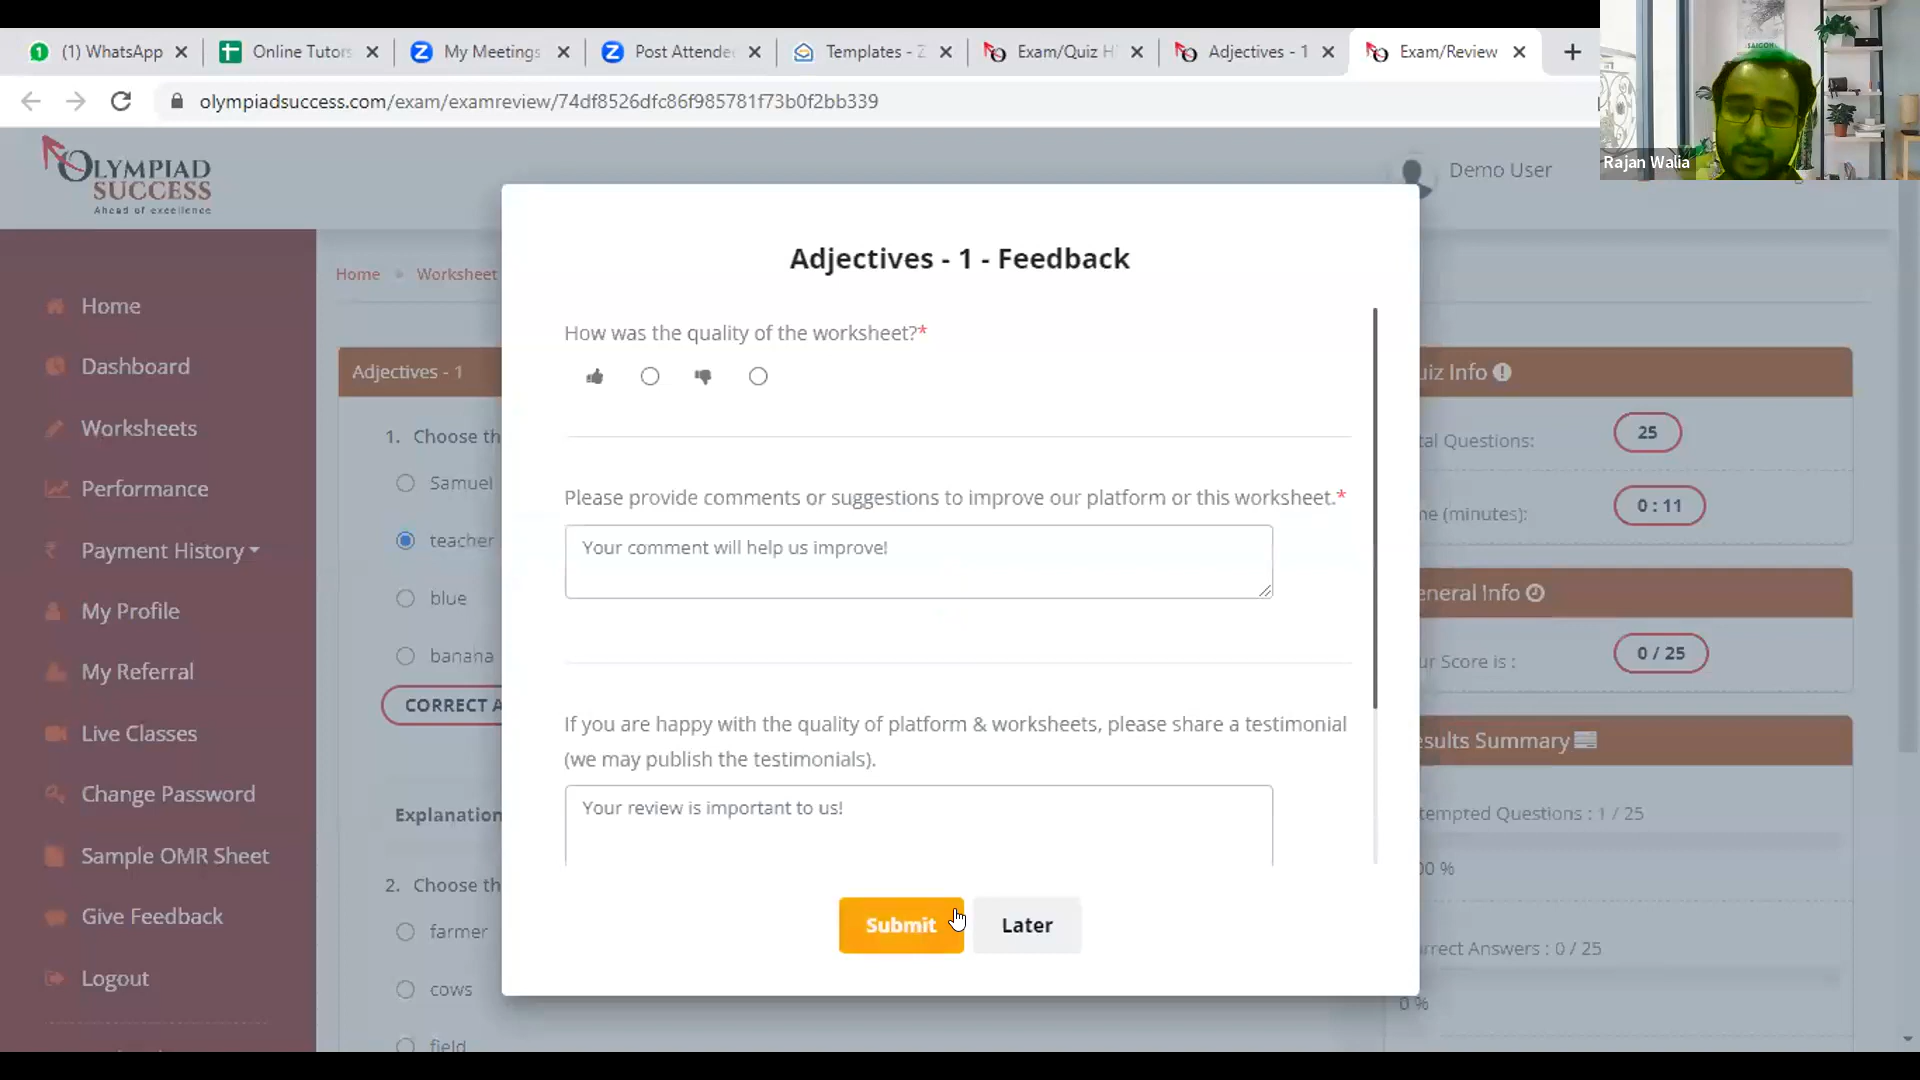 (1) WhatsApp
Online Tutors
My Meetings
Post Attende
Templates - Z
Exam/Quiz H
Adjectives - 1
Exam/Review
olympiadsuccess.com/exam/examreview/74df8526dfc86f985781f73b0f2bb339
SAIGON
Rajan Walia
OLYMPIAD
SUCCESS
Ahead of excellence
Demo User
Home
Dashboard
Worksheets
Performance
Payment History
My Profile
My Referral
Live Classes
Change Password
Sample OMR Sheet
Give Feedback
Logout
Home
Worksheet
Adjectives - 1
1. Choose th
Samuel
teacher
blue
banana
CORRECT A
Explanation
2. Choose th
farmer
cows
field
Adjectives - 1 - Feedback
How was the quality of the worksheet?*
Please provide comments or suggestions to improve our platform or this worksheet.*
Your comment will help us improve!
If you are happy with the quality of platform & worksheets, please share a testimonial
(we may publish the testimonials).
Your review is important to us!
Submit
Later
uiz Info
tal Questions:
25
ne (minutes):
0 : 11
eneral Info
ur Score is :
0 / 25
esults Summary
tempted Questions : 1 / 25
00 %
rrect Answers : 0 / 25
0 %